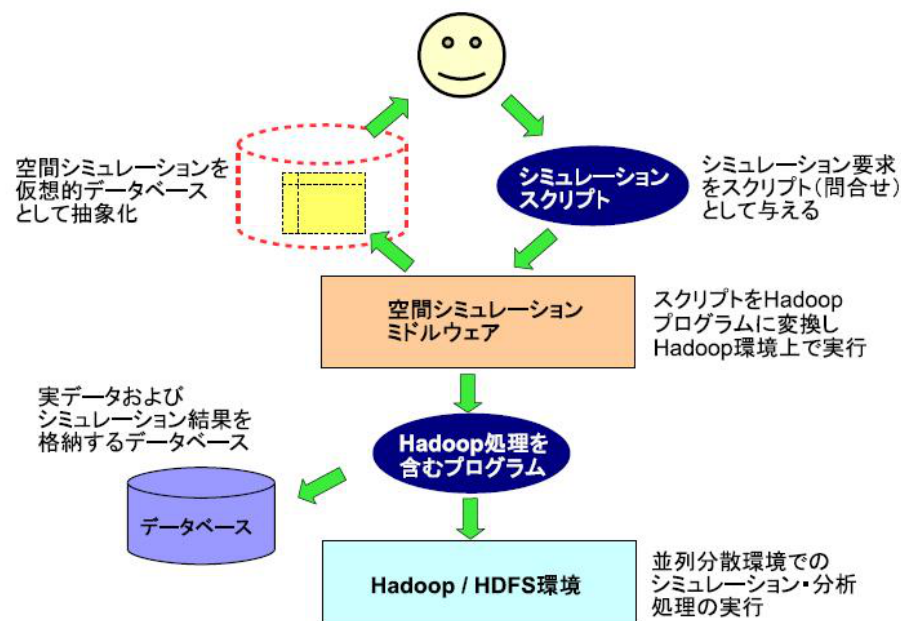 空間シミュレーションを
仮想的データベース
として抽象化
シミュレーション
スクリプト
シミュレーション要求
をスクリプト(問合せ)
として与える
空間シミュレーション
ミドルウェア
スクリプトをHadoop
プログラムに変換し
Hadoop環境上で実行
実データおよび
シミュレーション結果を
格納するデータベース
Hadoop処理を
含むプログラム
データベース
Hadoop / HDFS環境
並列分散環境での
シミュレーション・分析
処理の実行